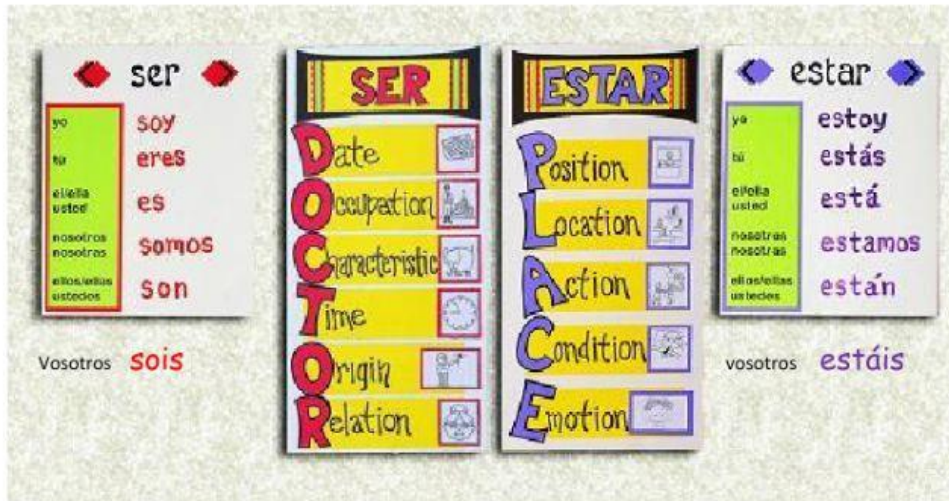 ser
yo soy
tú eres
el/ella
usted es
nosotros
nosotras somos
ellos/ellas
ustedes son
Vosotros sois
SER
Date
Occupation
Characteristic
Time
Origin
Relation
ESTAR
Position
Location
Action
Condition
Emotion
estar
yo estoy
tú estás
el/ella
usted está
nosotros
nosotras estamos
ellos/ellas
ustedes están
vosotros estáis